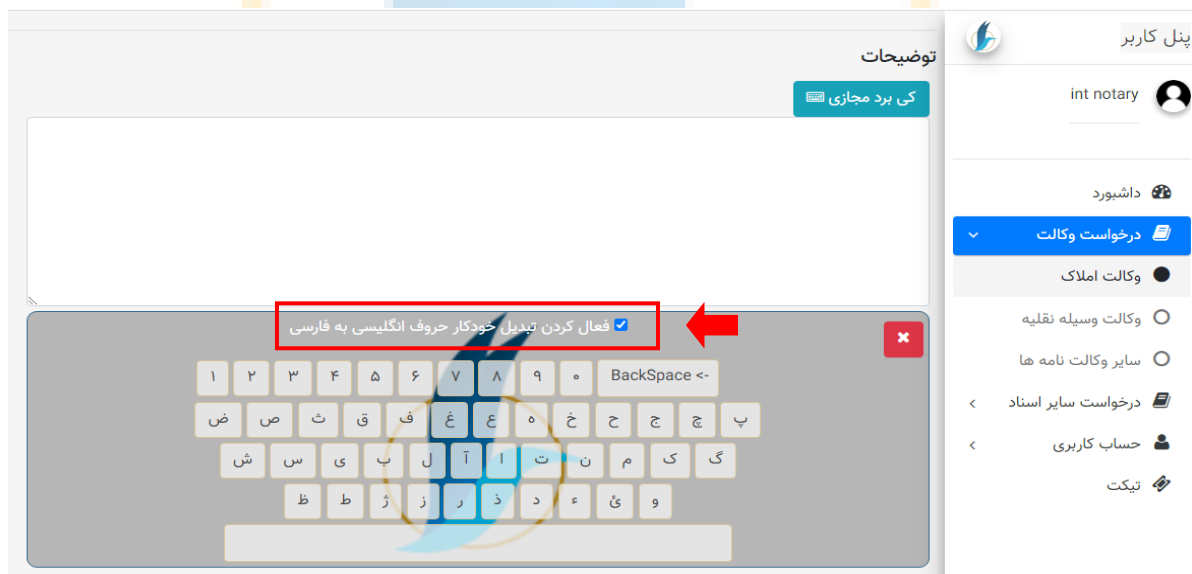 پنل کاربر
int notary
داشبورد
درخواست وکالت
وکالت املاک
وکالت وسیله نقلیه
سایر وکالت نامه ها
درخواست سایر اسناد
حساب کاربری
تیکت
توضیحات
کی برد مجازی
فعال کردن تبدیل خودکار حروف انگلیسی به فارسی
۱ ۲ ۳ ۴ ۵ ۶ ۷ ۸ ۹ ۰ BackSpace <-
ض ص ث ق ف غ ع ه خ ح ج چ پ
ش س ی ب ل آ ا ت ن م ک گ
ظ ط ژ ز ر ذ د ء ئ و